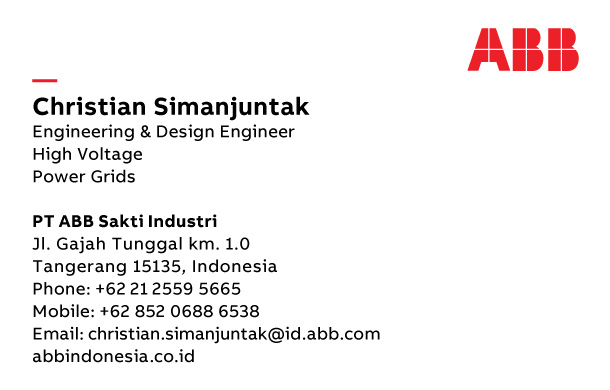 ABB
Christian Simanjuntak
Engineering & Design Engineer
High Voltage
Power Grids
PT ABB Sakti Industri
Jl. Gajah Tunggal km. 1.0
Tangerang 15135, Indonesia
Phone: +62 21 2559 5665
Mobile: +62 852 0688 6538
Email: christian.simanjuntak@id.abb.com
abbindonesia.co.id